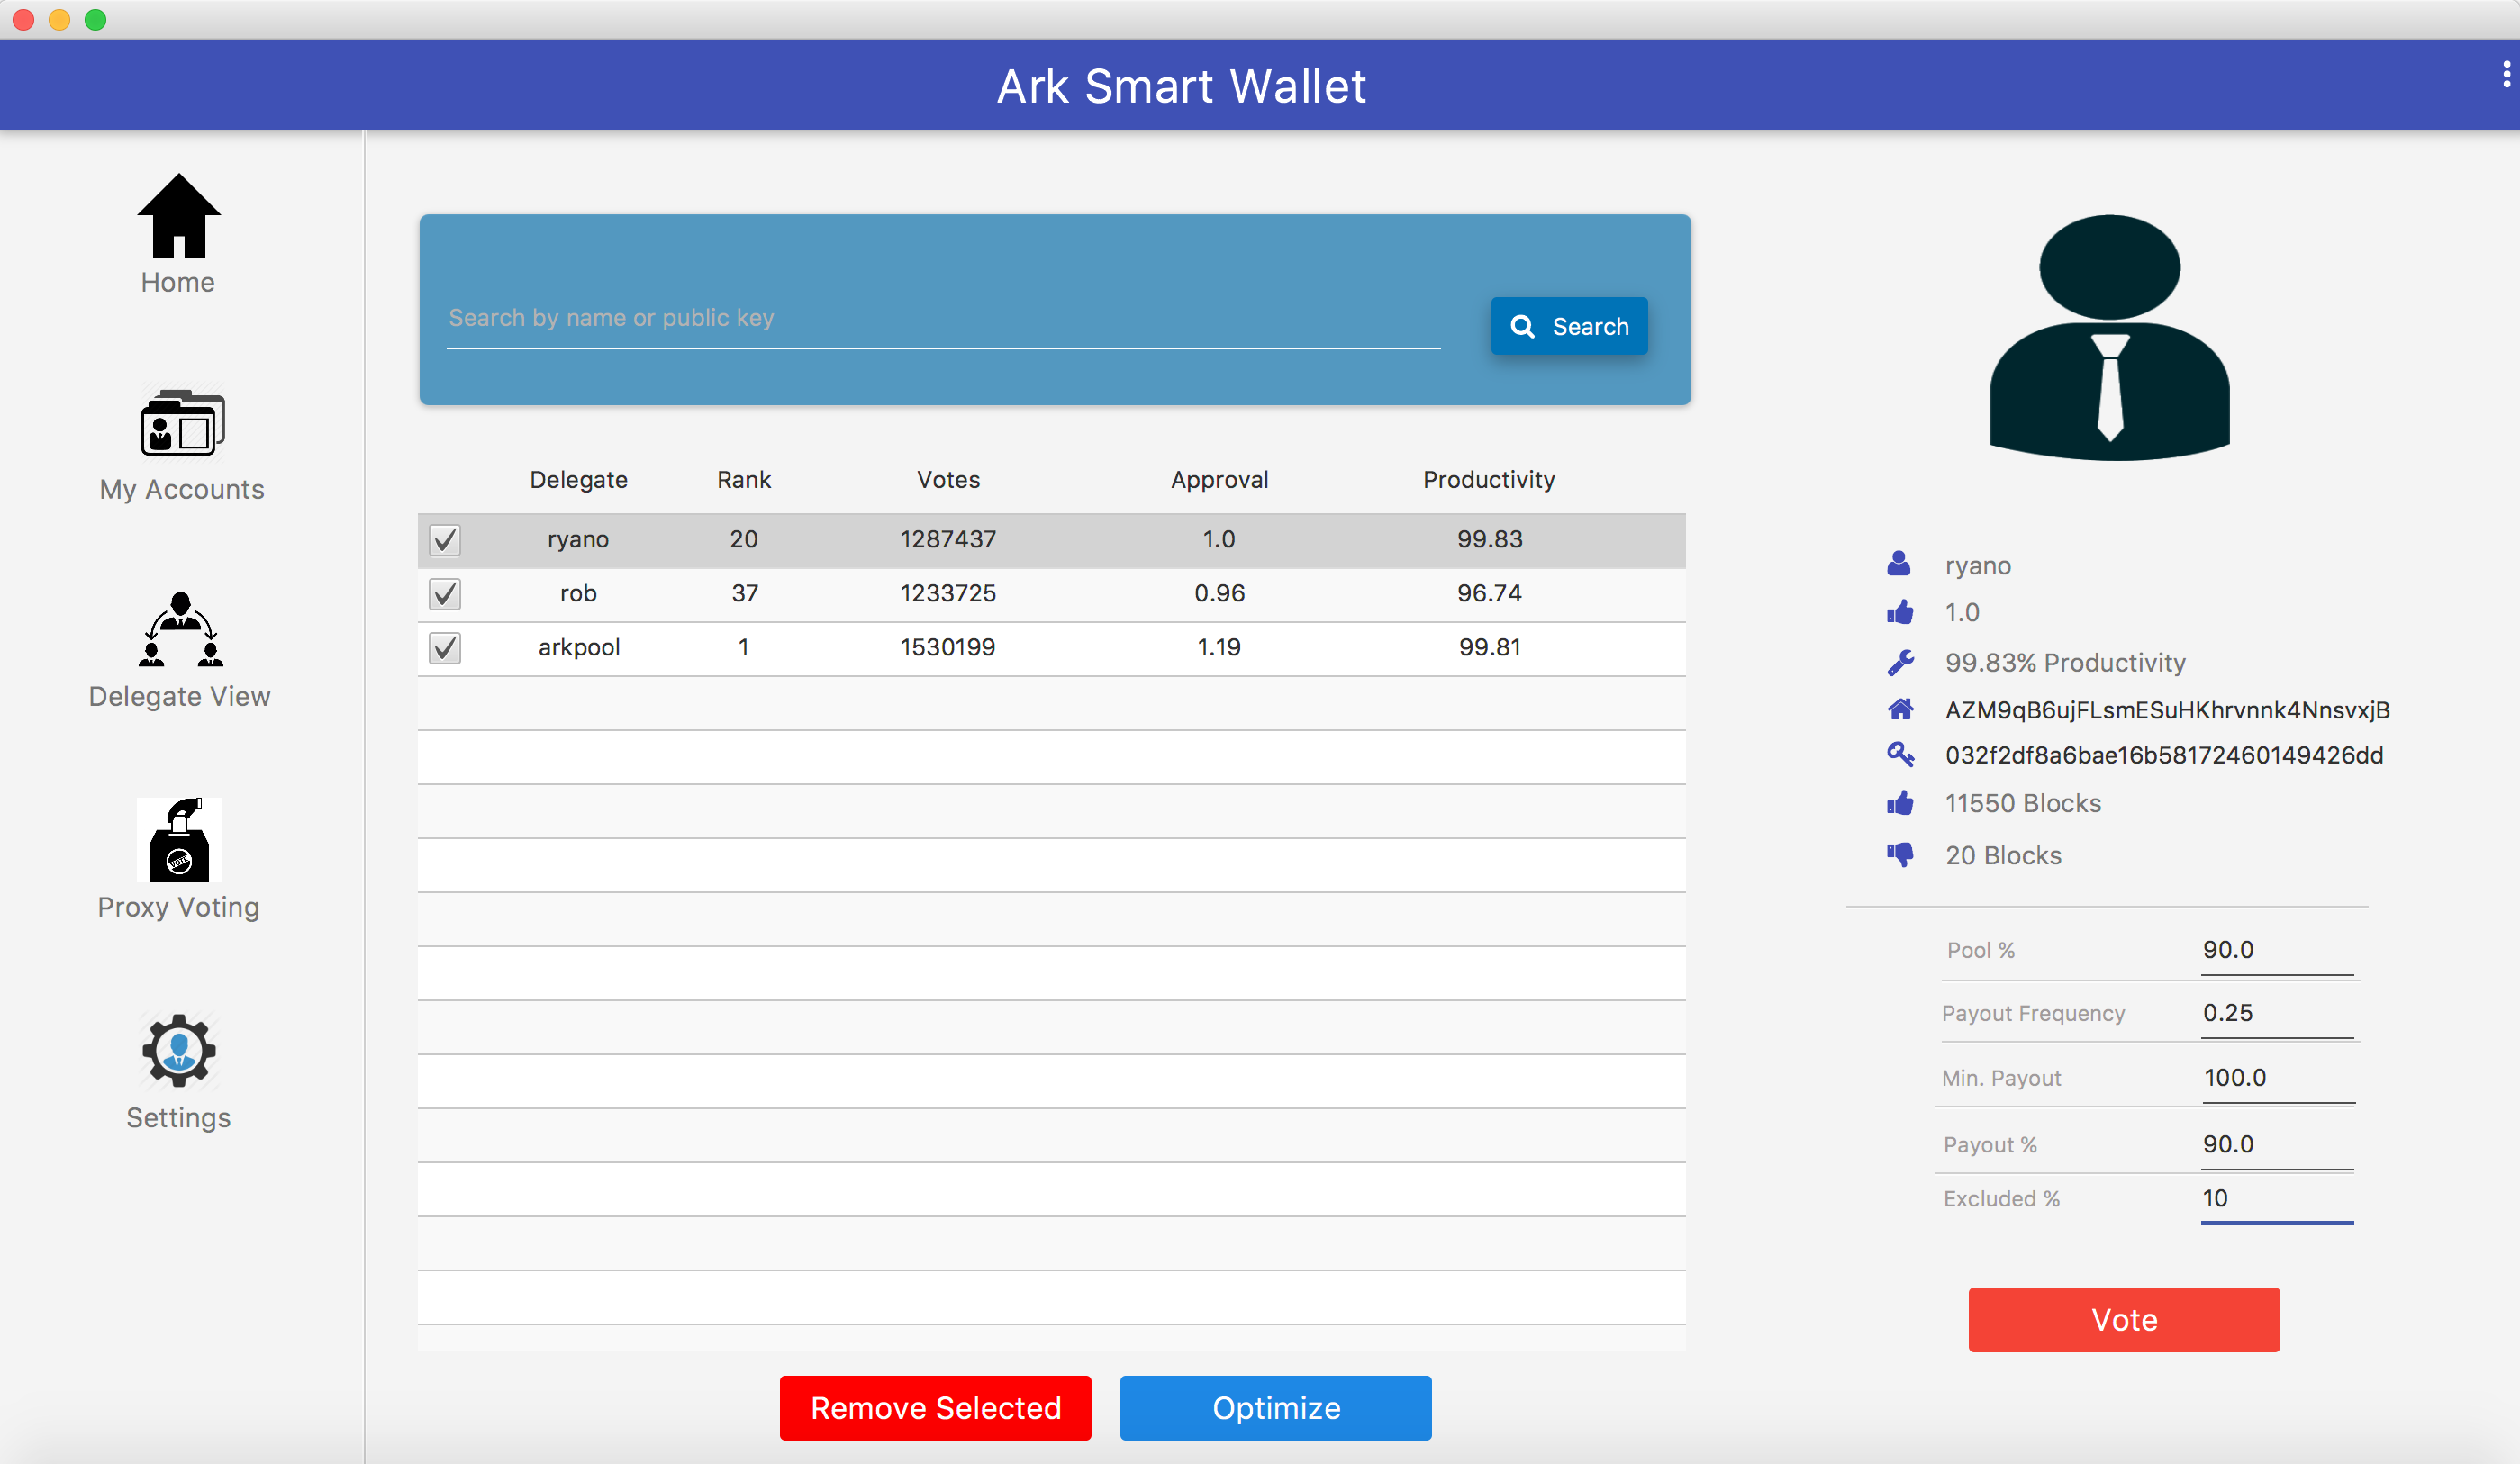 Ark Smart Wallet
Home
My Accounts
Delegate View
VOTE
Proxy Voting
Settings
Search by name or public key
Search
Delegate Rank Votes Approval Productivity
ryano 20 1287437 1.0 99.83
rob 37 1233725 0.96 96.74
arkpool 1 1530199 1.19 99.81
Remove Selected
Optimize
ryano
1.0
99.83% Productivity
AZM9qB6ujFLsmESuHKhrvnnk4NnsvxjB
032f2df8a6bae16b58172460149426dd
11550 Blocks
20 Blocks
Pool % 90.0
Payout Frequency 0.25
Min. Payout 100.0
Payout % 90.0
Excluded % 10
Vote